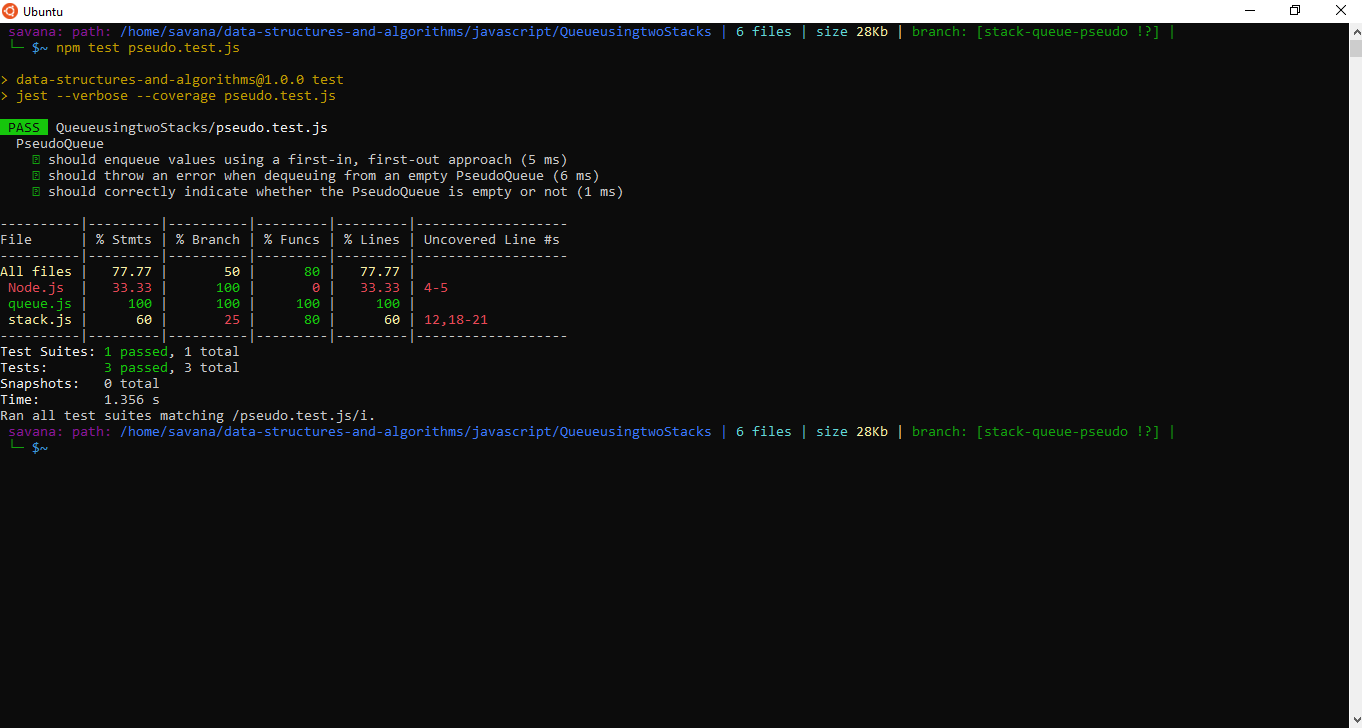 Ubuntu
savana: path: /home/savana/data-structures-and-algorithms/javascript/QueueusingtwoStacks | 6 files | size 28Kb | branch: [stack-queue-pseudo !?] |
└─ $~ npm test pseudo.test.js
> data-structures-and-algorithms@1.0.0 test
> jest --verbose --coverage pseudo.test.js
PASS QueueusingtwoStacks/pseudo.test.js
PseudoQueue
should enqueue values using a first-in, first-out approach (5 ms)
should throw an error when dequeuing from an empty PseudoQueue (6 ms)
should correctly indicate whether the PseudoQueue is empty or not (1 ms)
----------|---------|----------|---------|---------|-------------------
File      | % Stmts | % Branch | % Funcs | % Lines | Uncovered Line #s
----------|---------|----------|---------|---------|-------------------
All files |   77.77 |       50 |      80 |   77.77 |
Node.js  |   33.33 |      100 |       0 |   33.33 | 4-5
queue.js |     100 |      100 |     100 |     100 |
stack.js |      60 |       25 |      80 |      60 | 12,18-21
----------|---------|----------|---------|---------|-------------------
Test Suites: 1 passed, 1 total
Tests:       3 passed, 3 total
Snapshots:   0 total
Time:        1.356 s
Ran all test suites matching /pseudo.test.js/i.
savana: path: /home/savana/data-structures-and-algorithms/javascript/QueueusingtwoStacks | 6 files | size 28Kb | branch: [stack-queue-pseudo !?] |
└─ $~